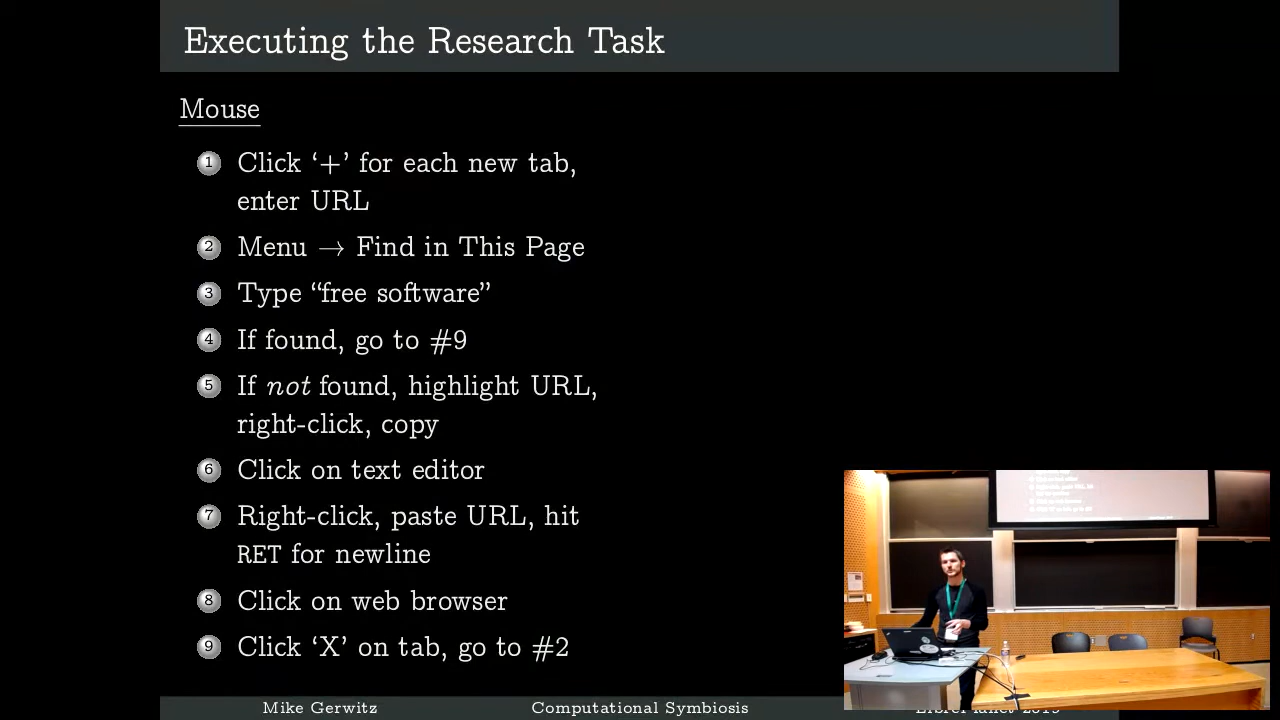 Executing the Research Task
Mouse
1 Click ‘+’ for each new tab,
enter URL
2 Menu → Find in This Page
3 Type “free software”
4 If found, go to #9
5 If not found, highlight URL,
right-click, copy
6 Click on text editor
7 Right-click, paste URL, hit
RET for newline
8 Click on web browser
9 Click ‘X’ on tab, go to #2
Mike Gerwitz Computational Symbiosis